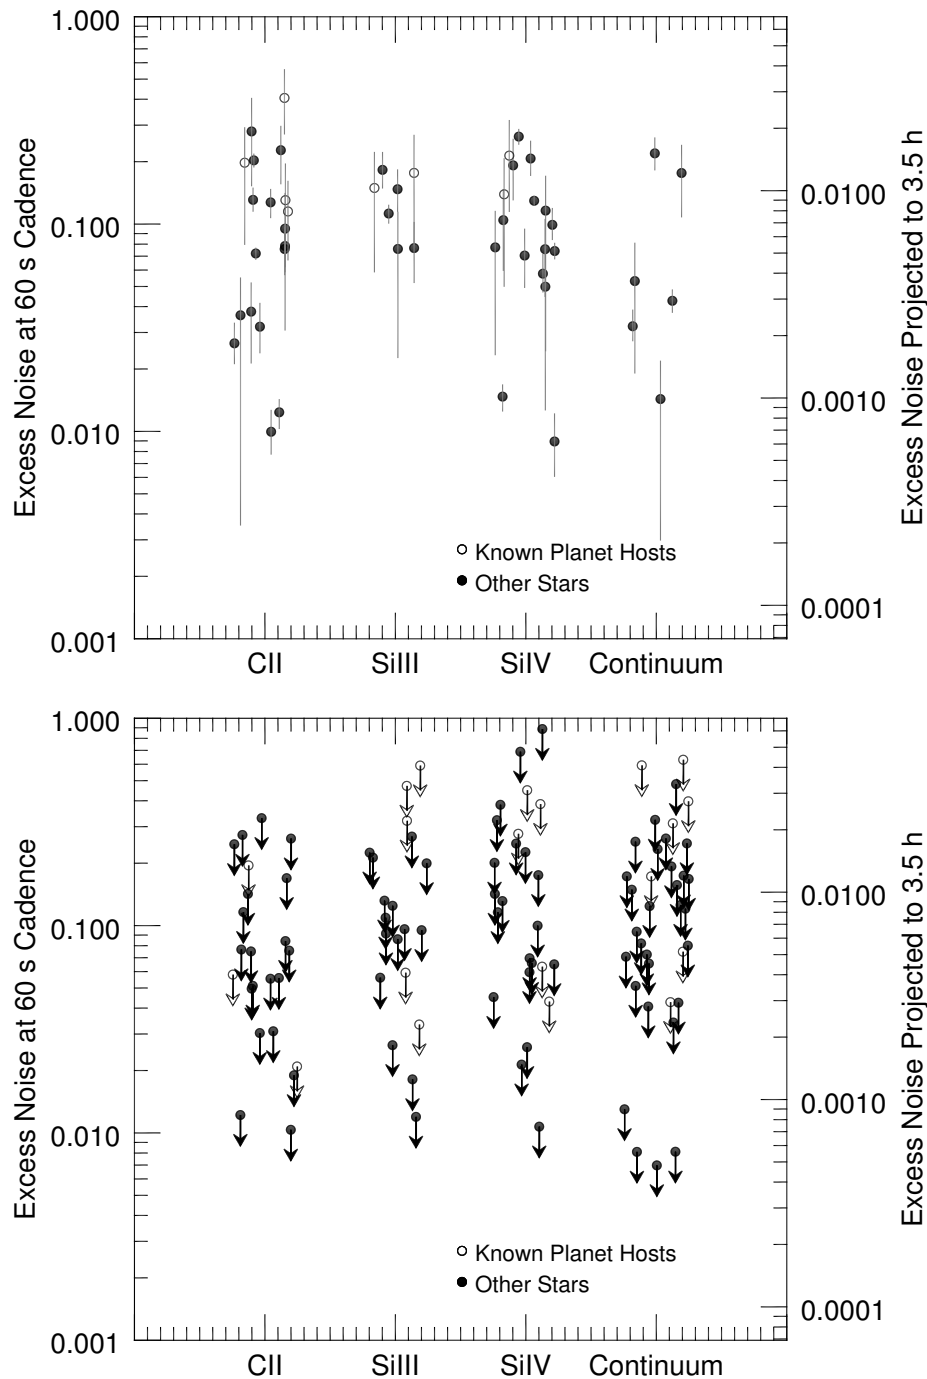 1.000
0.100
0.010
0.001
Excess Noise at 60 s Cadence
0.0100
0.0010
0.0001
Excess Noise Projected to 3.5 h
Known Planet Hosts
Other Stars
CII SiIII SiIV Continuum
1.000
0.100
0.010
0.001
Excess Noise at 60 s Cadence
0.0100
0.0010
0.0001
Excess Noise Projected to 3.5 h
Known Planet Hosts
Other Stars
CII SiIII SiIV Continuum